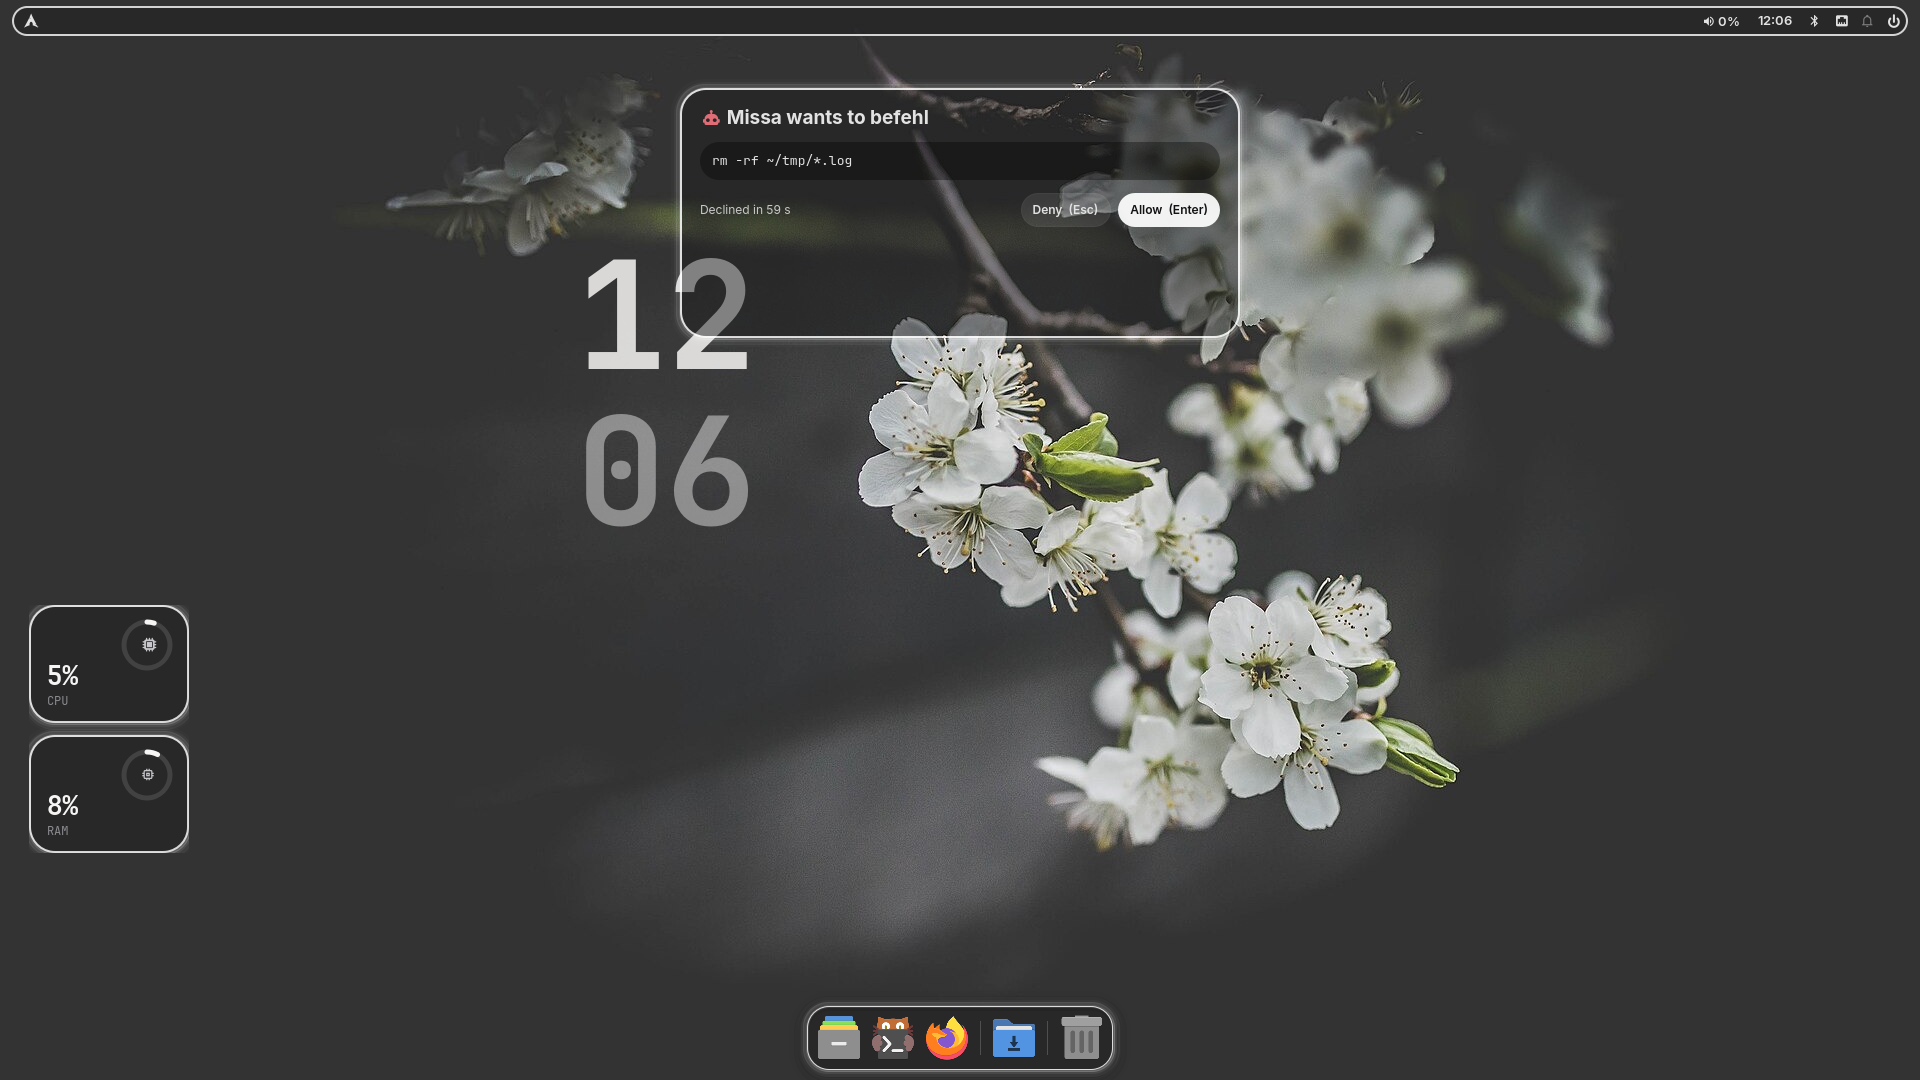 0%
12:06
Missa wants to befehl
rm -rf ~/tmp/*.log
Declined in 59 s
Deny (Esc)
Allow (Enter)
12
06
5%
CPU
8%
RAM